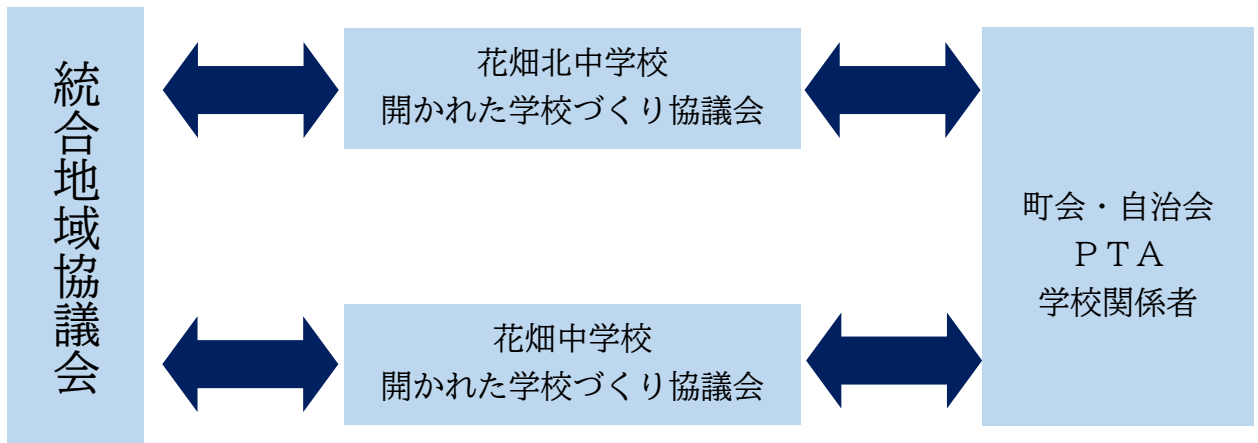 統合地域協議会
花畑北中学校
開かれた学校づくり協議会
花畑中学校
開かれた学校づくり協議会
町会・自治会
ＰＴＡ
学校関係者